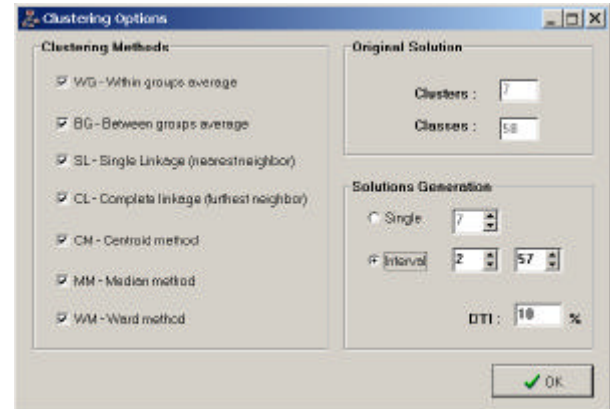 Clustering Options
Clustering Methods
WG - Within groups average
BG - Between groups average
SL - Single Linkage (nearest neighbor)
CL - Complete linkage (furthest neighbor)
CM - Centroid method
MM - Median method
WM - Ward method
Original Solution
Clusters : 7
Classes : 58
Solutions Generation
Single 7
Interval 2 57
DTI : 10 %
OK